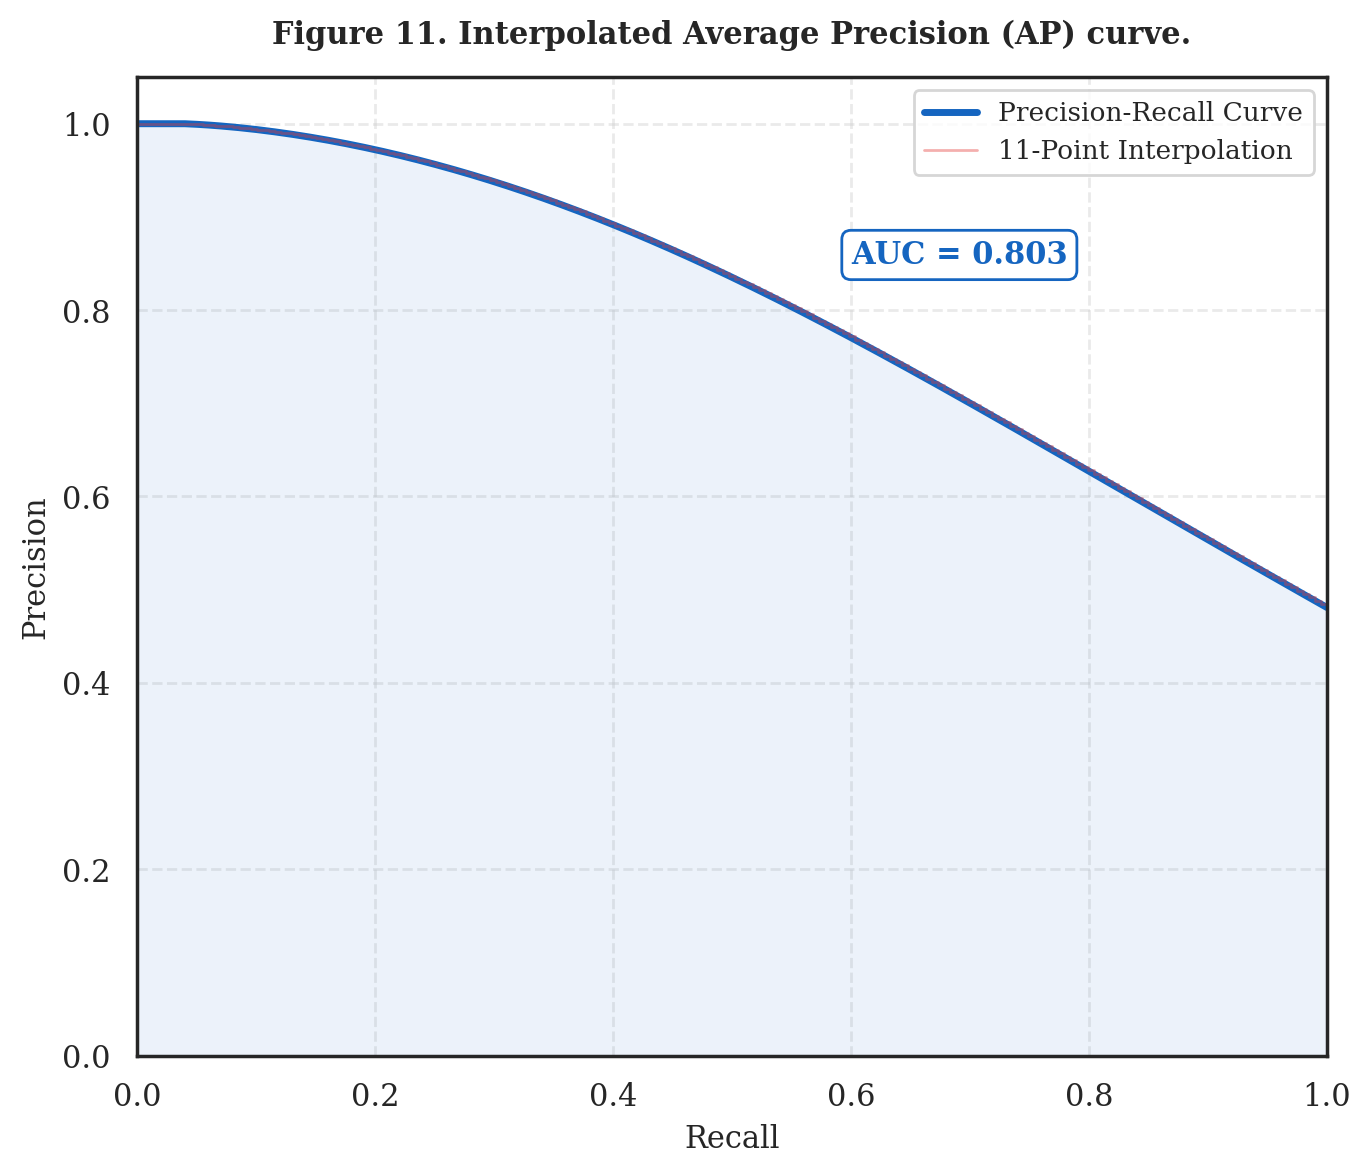 Figure 11. Interpolated Average Precision (AP) curve.
Precision-Recall Curve
11-Point Interpolation
AUC = 0.803
1.0
0.8
0.6
0.4
0.2
0.0
Precision
0.0 0.2 0.4 0.6 0.8 1.0
Recall